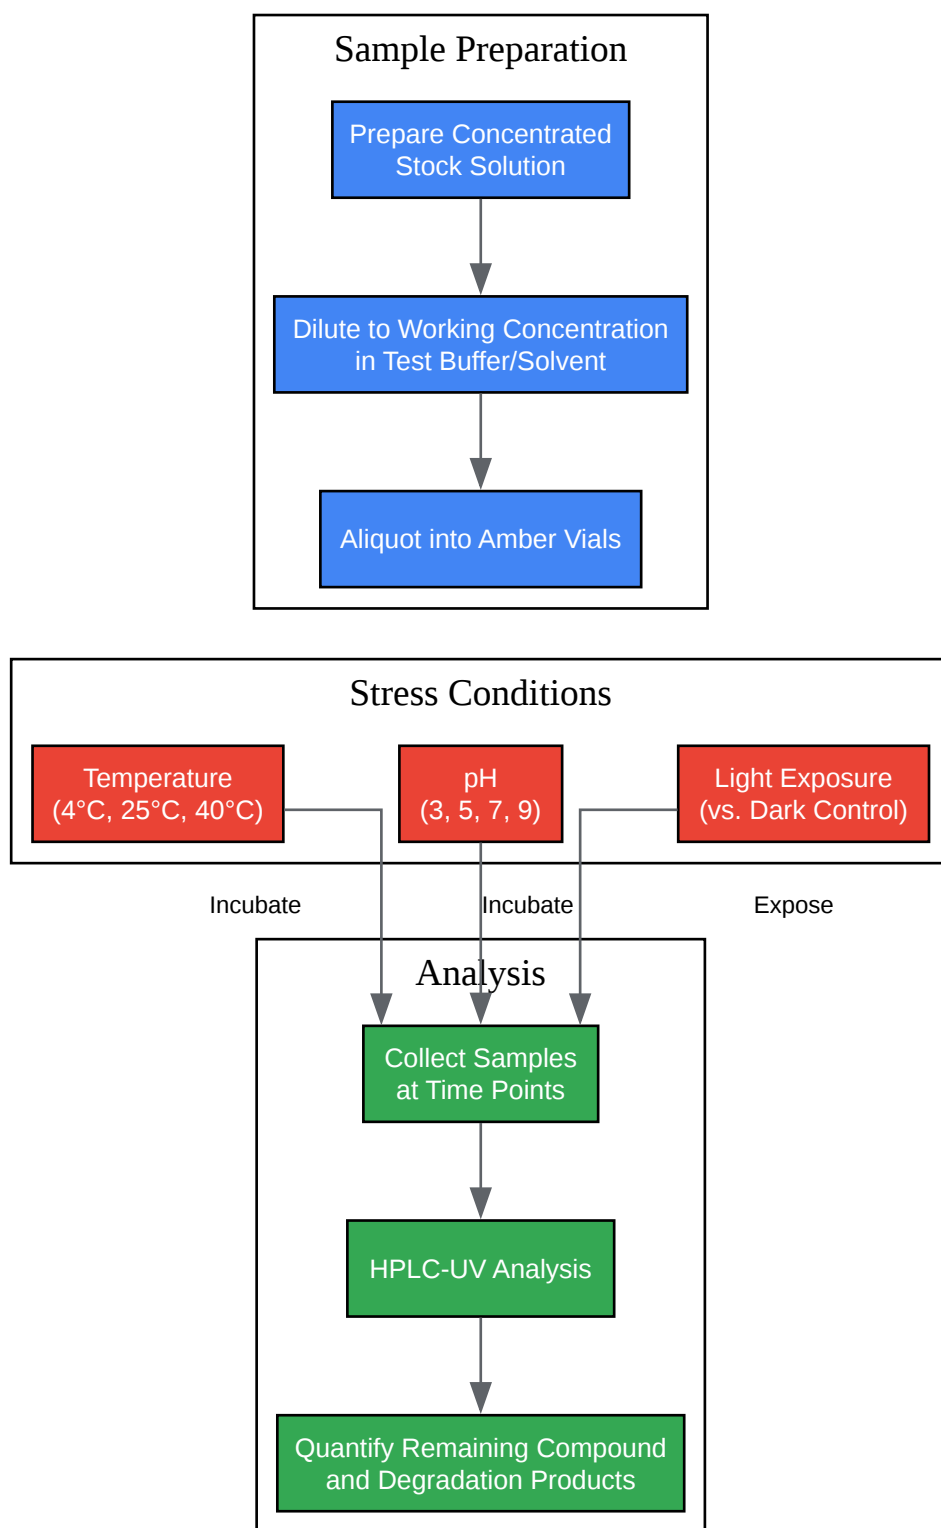 Sample Preparation
Prepare Concentrated
Stock Solution
Dilute to Working Concentration
in Test Buffer/Solvent
Aliquot into Amber Vials
Stress Conditions
Temperature
(4°C, 25°C, 40°C)
pH
(3, 5, 7, 9)
Light Exposure
(vs. Dark Control)
Incubate
Incubate
Expose
Analysis
Collect Samples
at Time Points
HPLC-UV Analysis
Quantify Remaining Compound
and Degradation Products